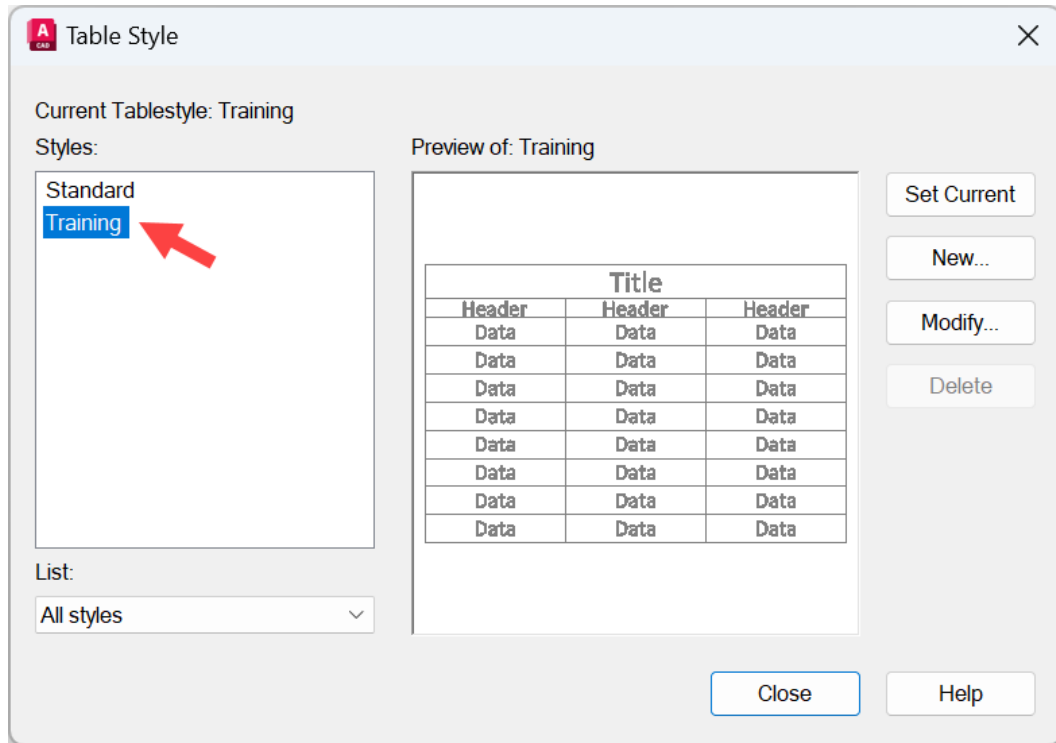 A CAD Table Style
Current Tablestyle: Training
Styles:
Standard
Training
List:
All styles
Preview of: Training
Title
Header Header Header
Data Data Data
Data Data Data
Data Data Data
Data Data Data
Data Data Data
Data Data Data
Data Data Data
Data Data Data
Set Current
New...
Modify...
Delete
Close Help